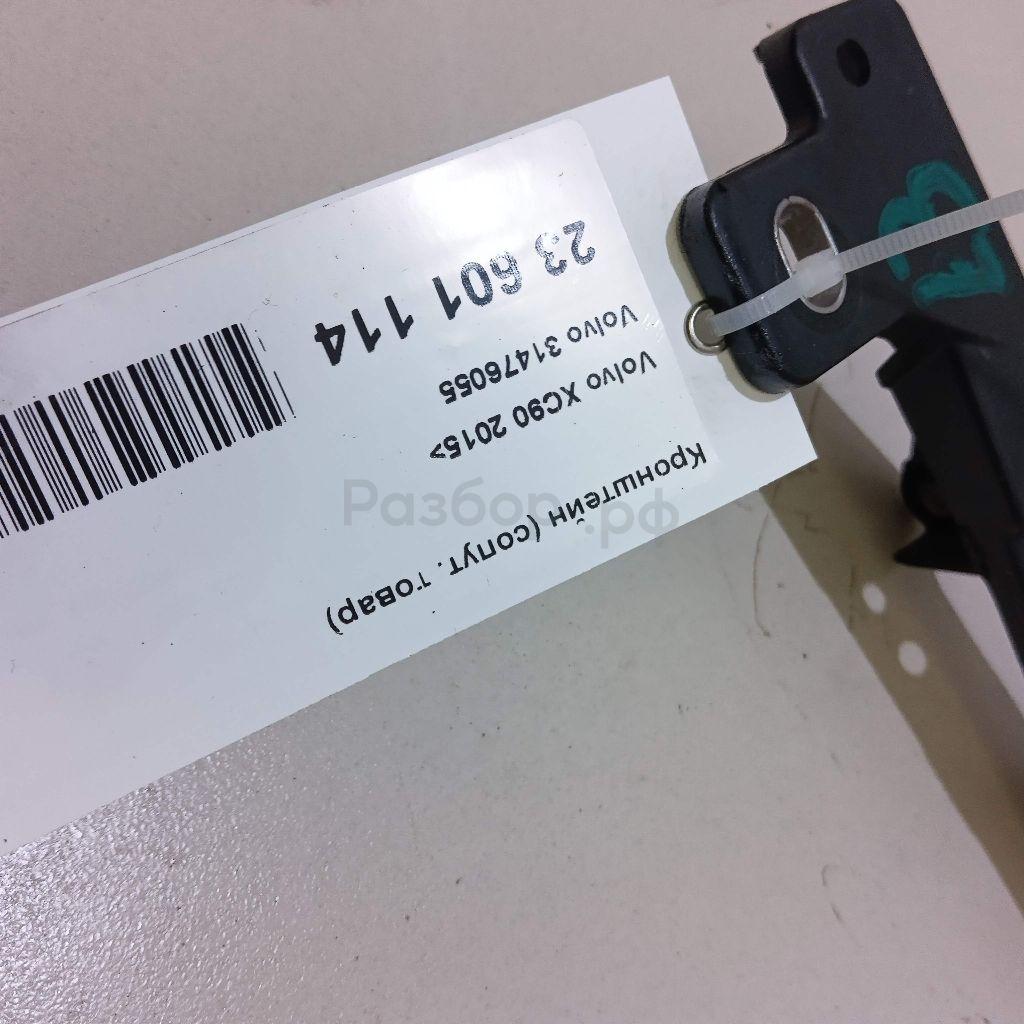 Кронштейн (сопут. товар)
Volvo XC90 2015>
Volvo 31476055
23 601 114
Разбор.рф